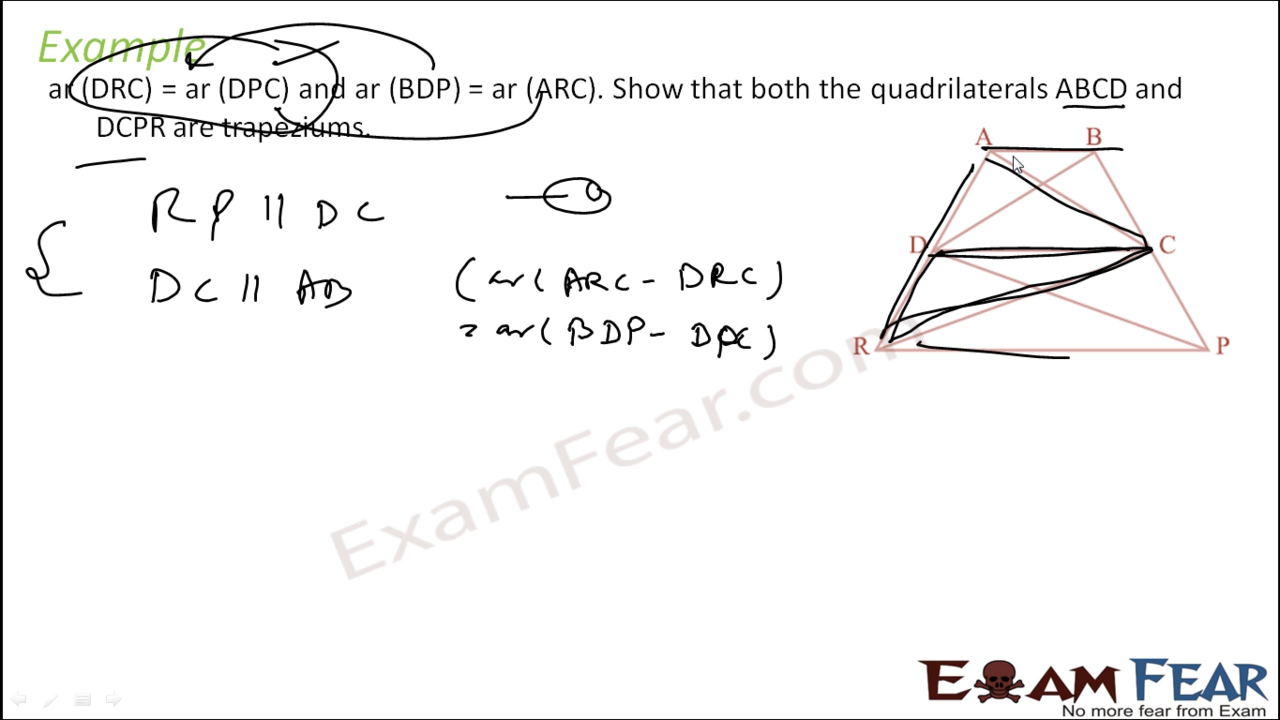 Example
ar (DRC) = ar (DPC) and ar (BDP) = ar (ARC). Show that both the quadrilaterals ABCD and
DCPR are trapeziums.
A B
RP || DC
D C
DC || AB
(ar(ARC - DRC)
= ar(BDP - DPC)
R P
ExamFear.com
EXAM FEAR
No more fear from Exam